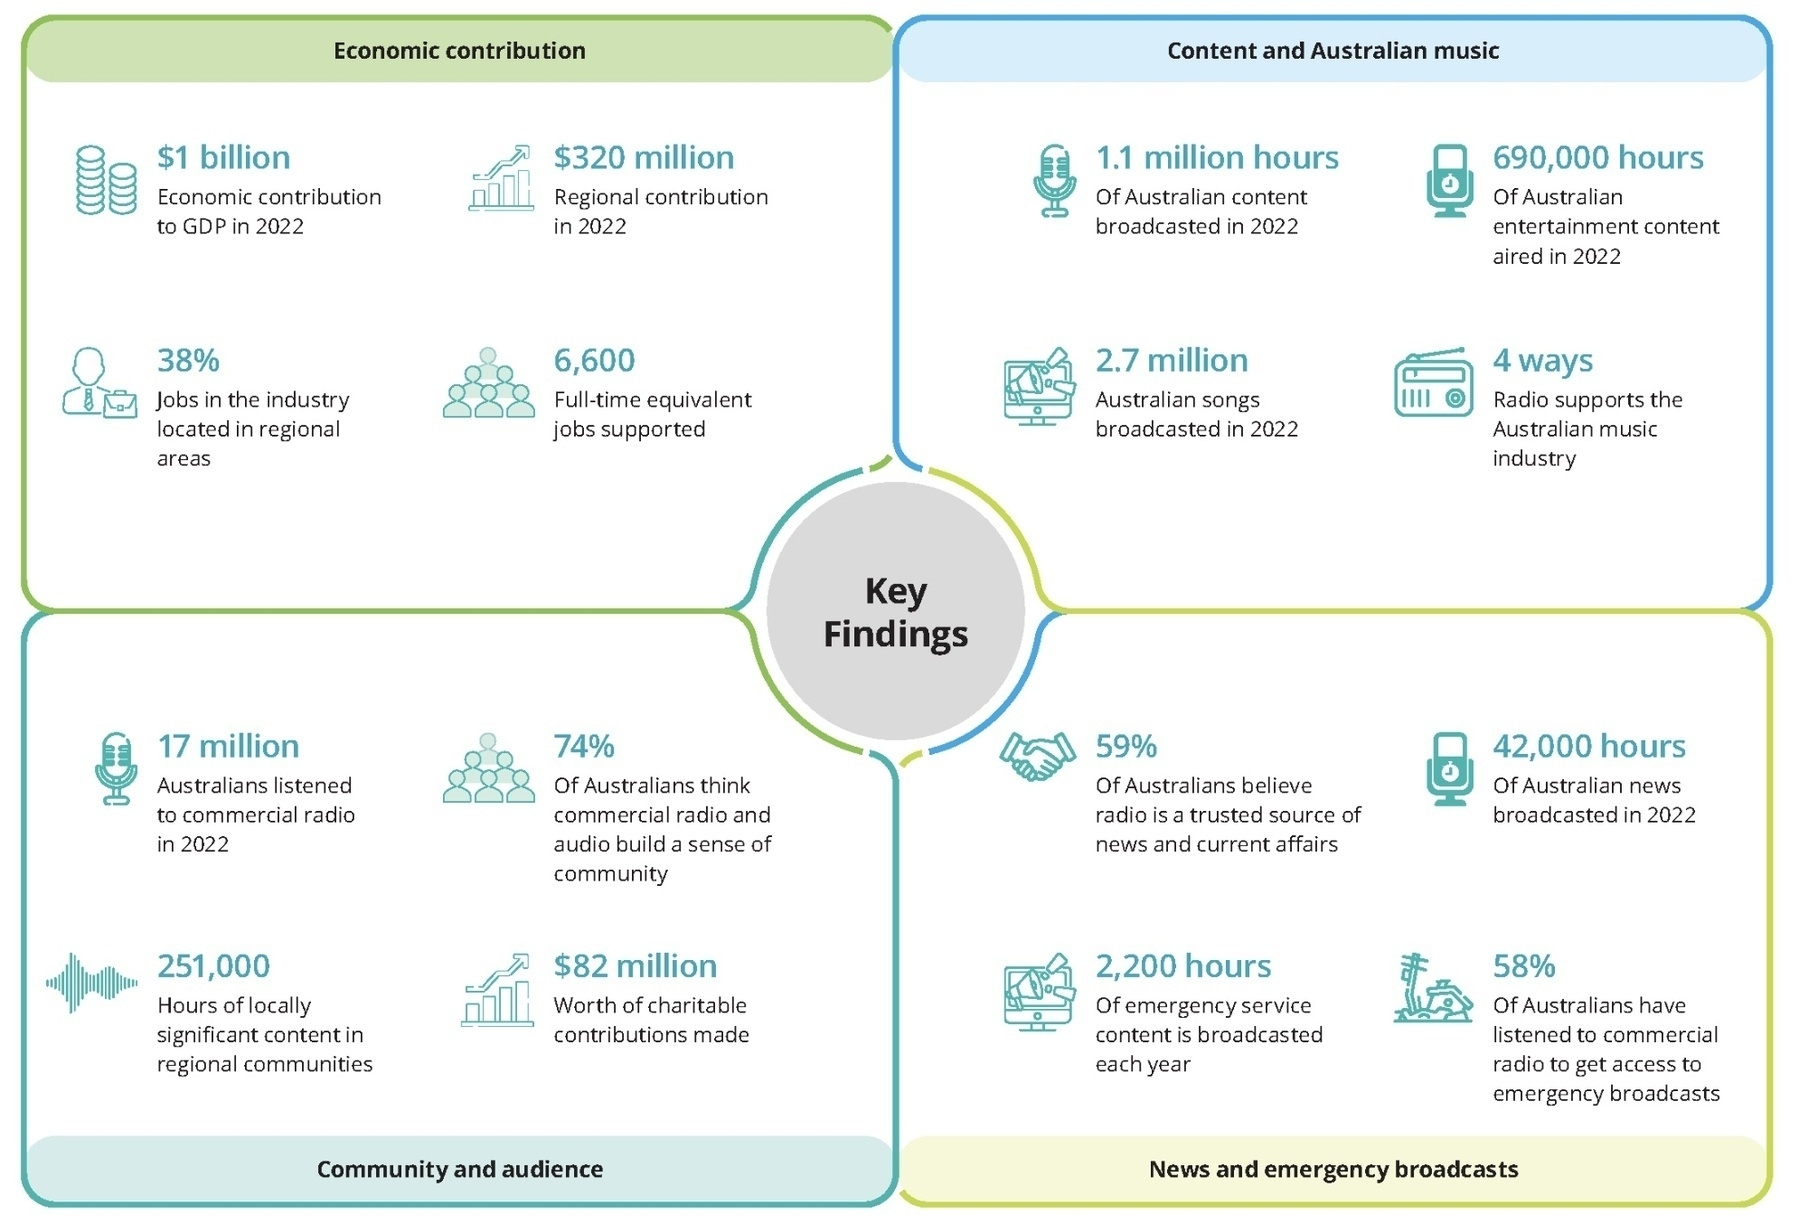 Economic contribution
$1 billion
Economic contribution
to GDP in 2022
$320 million
Regional contribution
in 2022
38%
Jobs in the industry
located in regional
areas
6,600
Full-time equivalent
jobs supported
Content and Australian music
1.1 million hours
Of Australian content
broadcasted in 2022
690,000 hours
Of Australian
entertainment content
aired in 2022
2.7 million
Australian songs
broadcasted in 2022
4 ways
Radio supports the
Australian music
industry
Key
Findings
17 million
Australians listened
to commercial radio
in 2022
74%
Of Australians think
commercial radio and
audio build a sense of
community
251,000
Hours of locally
significant content in
regional communities
$82 million
Worth of charitable
contributions made
Community and audience
59%
Of Australians believe
radio is a trusted source of
news and current affairs
42,000 hours
Of Australian news
broadcasted in 2022
2,200 hours
Of emergency service
content is broadcasted
each year
58%
Of Australians have
listened to commercial
radio to get access to
emergency broadcasts
News and emergency broadcasts